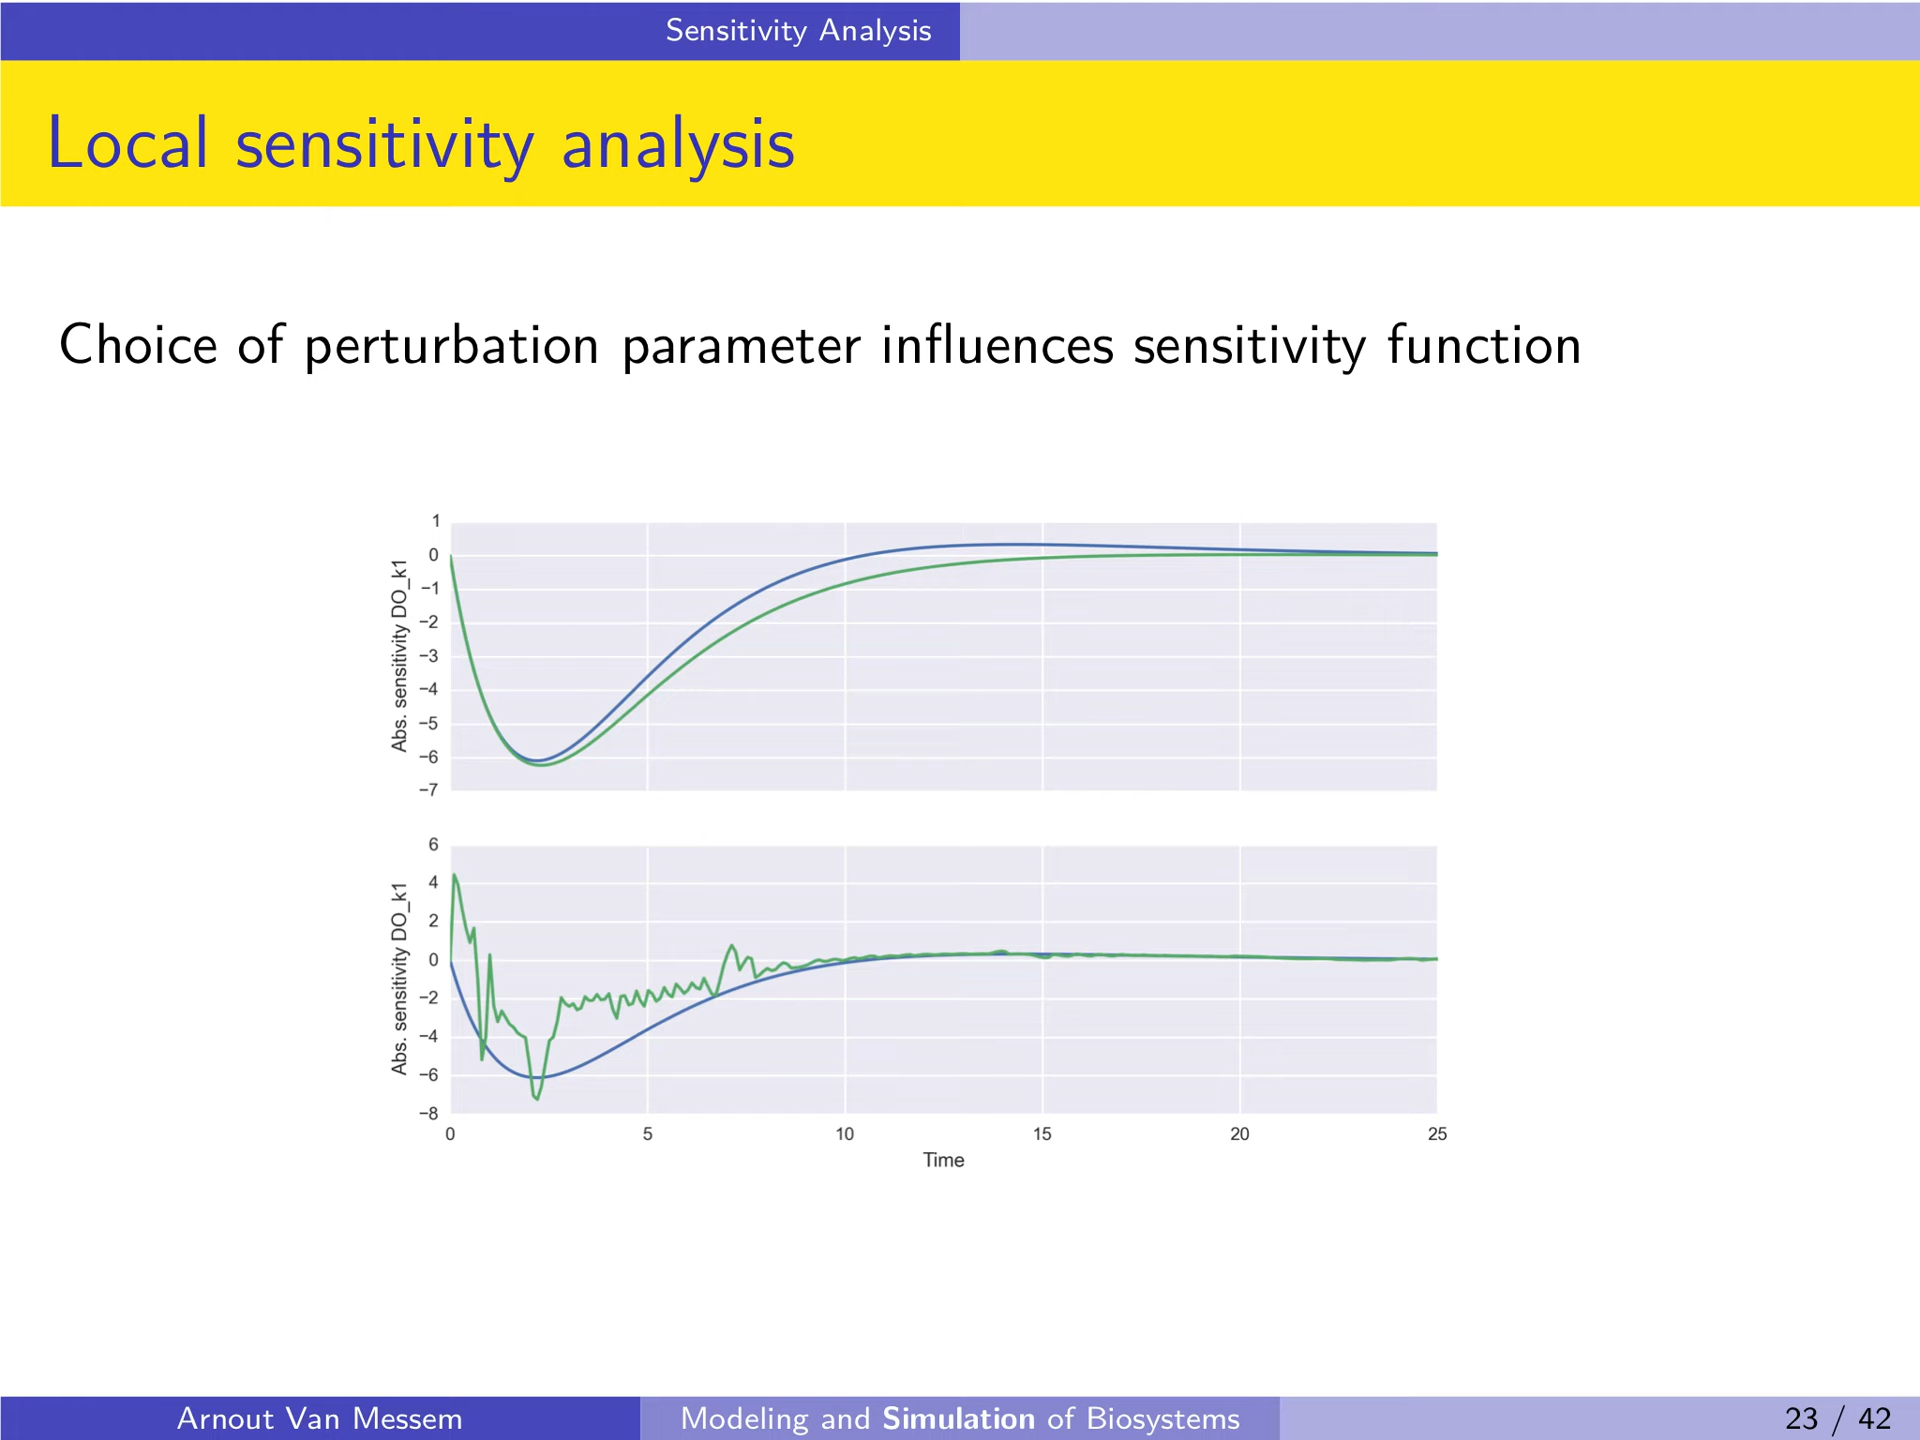 Sensitivity Analysis
Local sensitivity analysis
Choice of perturbation parameter influences sensitivity function
1
0
−1
−2
−3
−4
−5
−6
−7
Abs. sensitivity DO_k1
6
4
2
0
−2
−4
−6
−8
Abs. sensitivity DO_k1
0 5 10 15 20 25
Time
Arnout Van Messem Modeling and Simulation of Biosystems 23 / 42